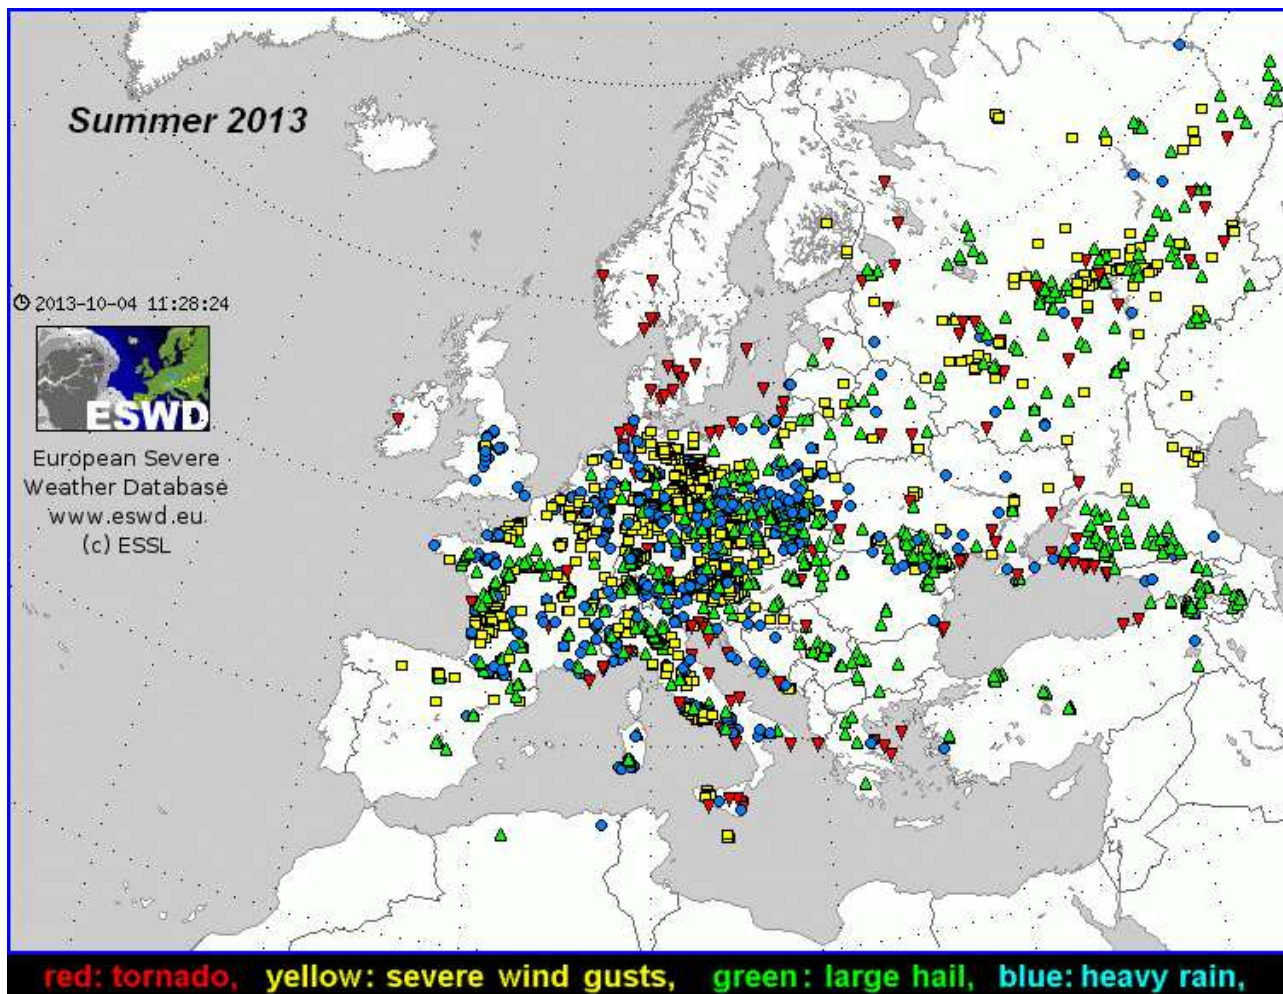 Summer 2013
2013-10-04 11:28:24
ESWD
European Severe
Weather Database
www.eswd.eu
(c) ESSL
red: tornado, yellow: severe wind gusts, green: large hail, blue: heavy rain,